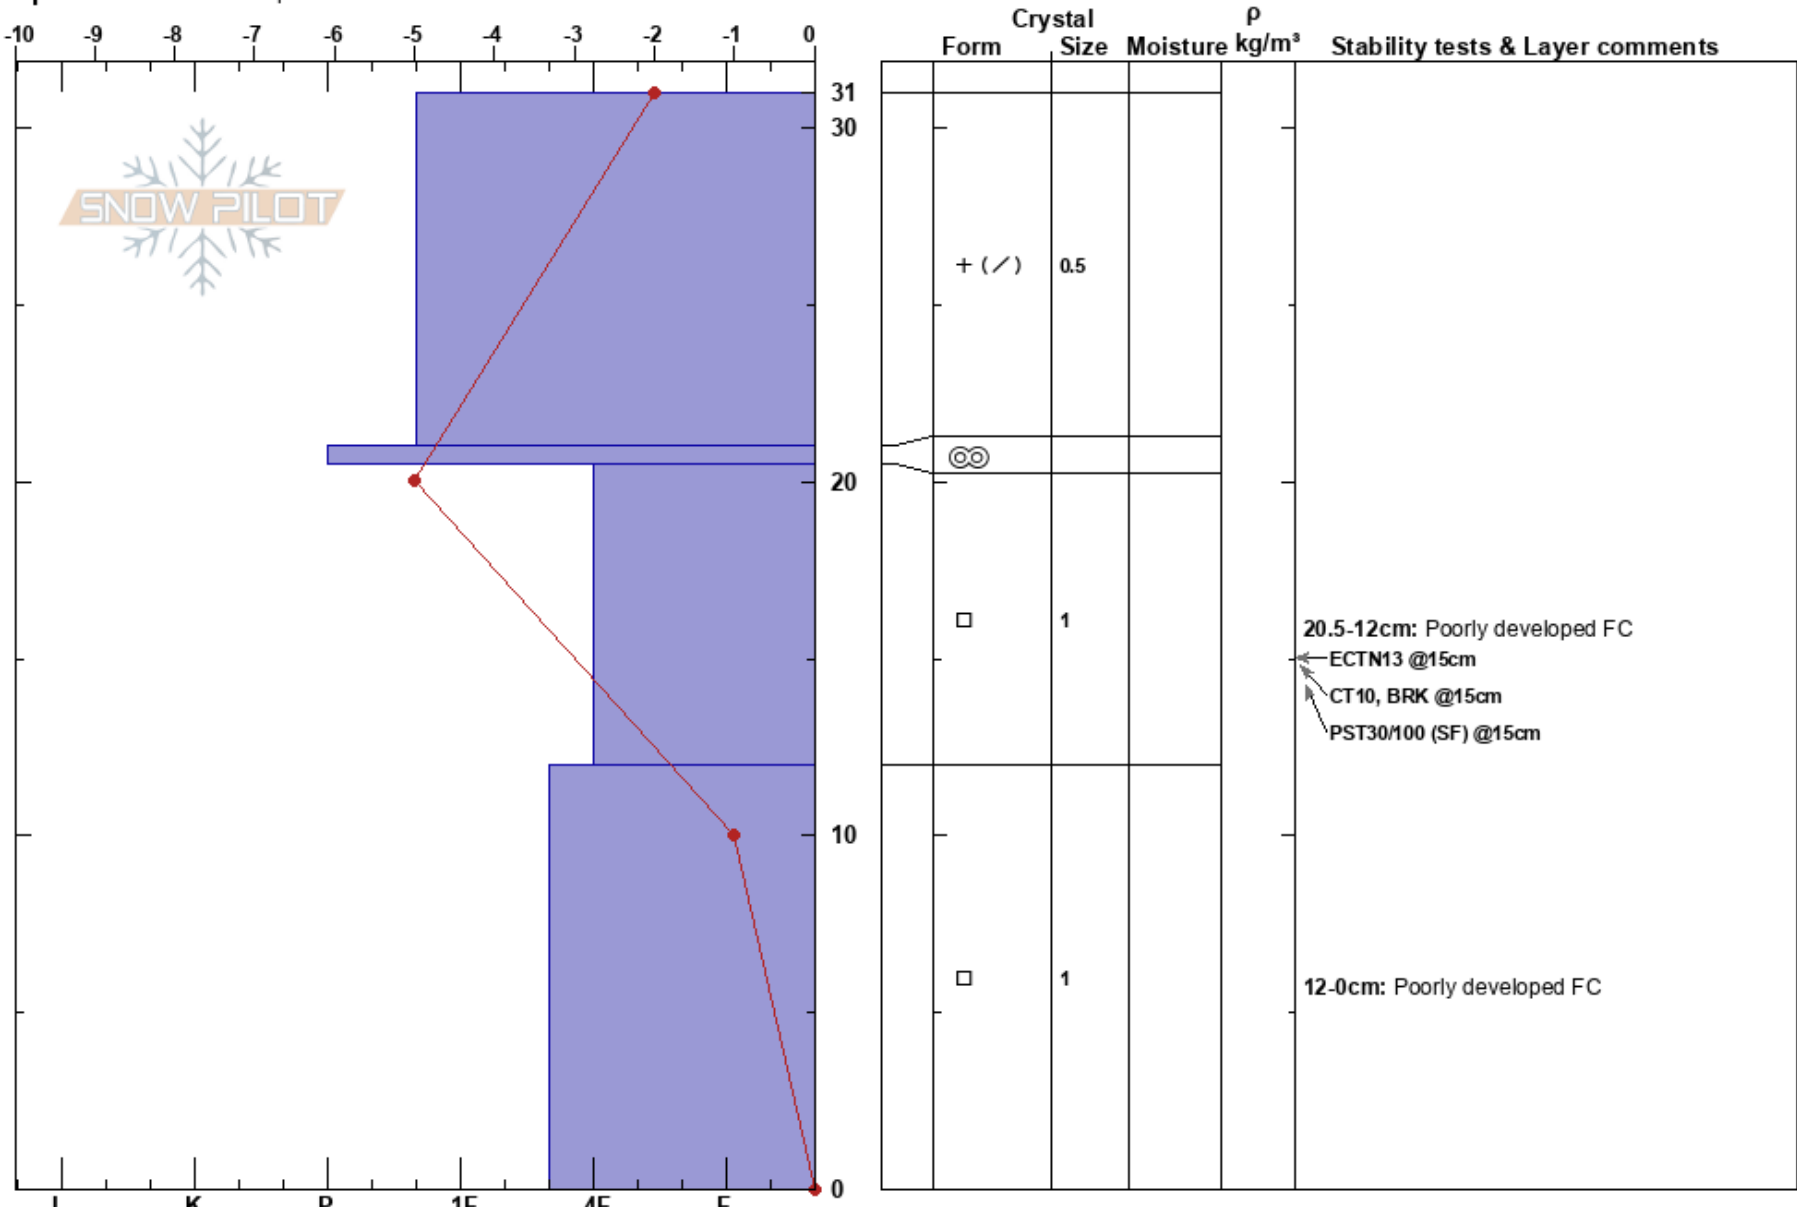 Crystal ρ
-10 -9 -8 -7 -6 -5 -4 -3 -2 -1 0 Form Size Moisture kg/m³ Stability tests & Layer comments
31
30
SNOW PILOT
+ (/) 0.5
20
1
20.5-12cm: Poorly developed FC
ECTN13 @15cm
CT10, BRK @15cm
PST30/100 (SF) @15cm
10
1
12-0cm: Poorly developed FC
0
I K P 1F 4F F